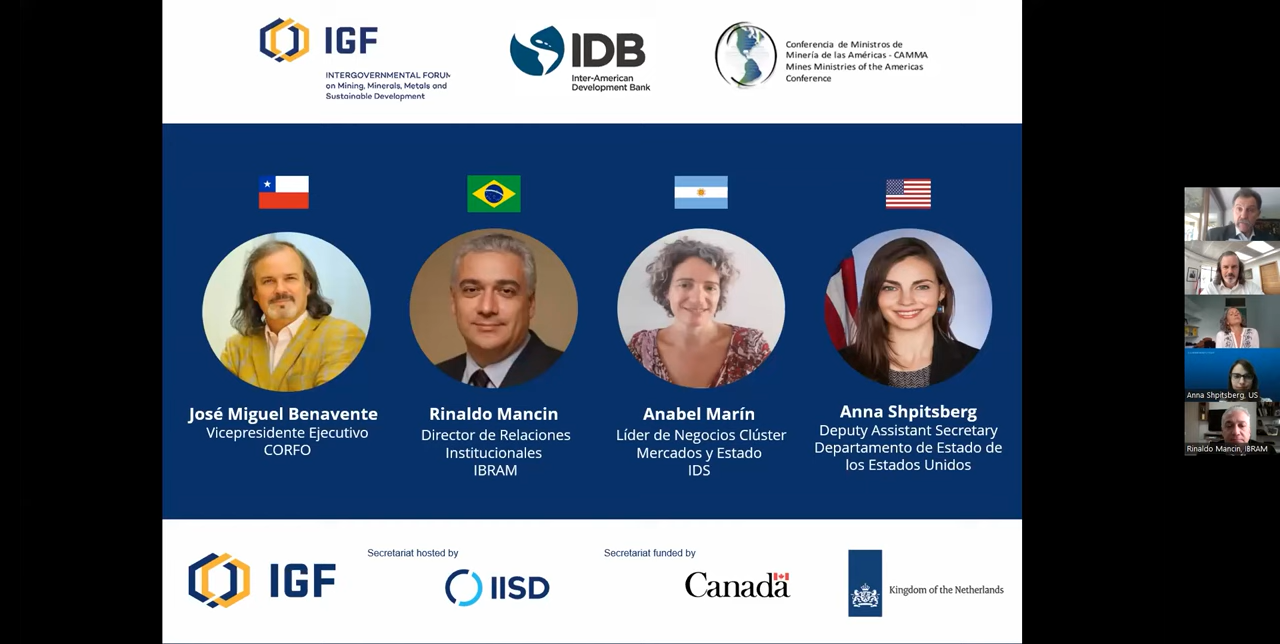 IGF
INTERGOVERNMENTAL FORUM
on Mining, Minerals, Metals and
Sustainable Development
IDB
Inter-American
Development Bank
Conferencia de Ministros de
Minería de las Américas - CAMMA
Mines Ministries of the Americas
Conference
José Miguel Benavente
Vicepresidente Ejecutivo
CORFO
Rinaldo Mancin
Director de Relaciones
Institucionales
IBRAM
Anabel Marín
Líder de Negocios Clúster
Mercados y Estado
IDS
Anna Shpitsberg
Deputy Assistant Secretary
Departamento de Estado de
los Estados Unidos
Anna Shpitsberg, US
Rinaldo Mancin, IBRAM
IGF
Secretariat hosted by
IISD
Secretariat funded by
Canada
Kingdom of the Netherlands